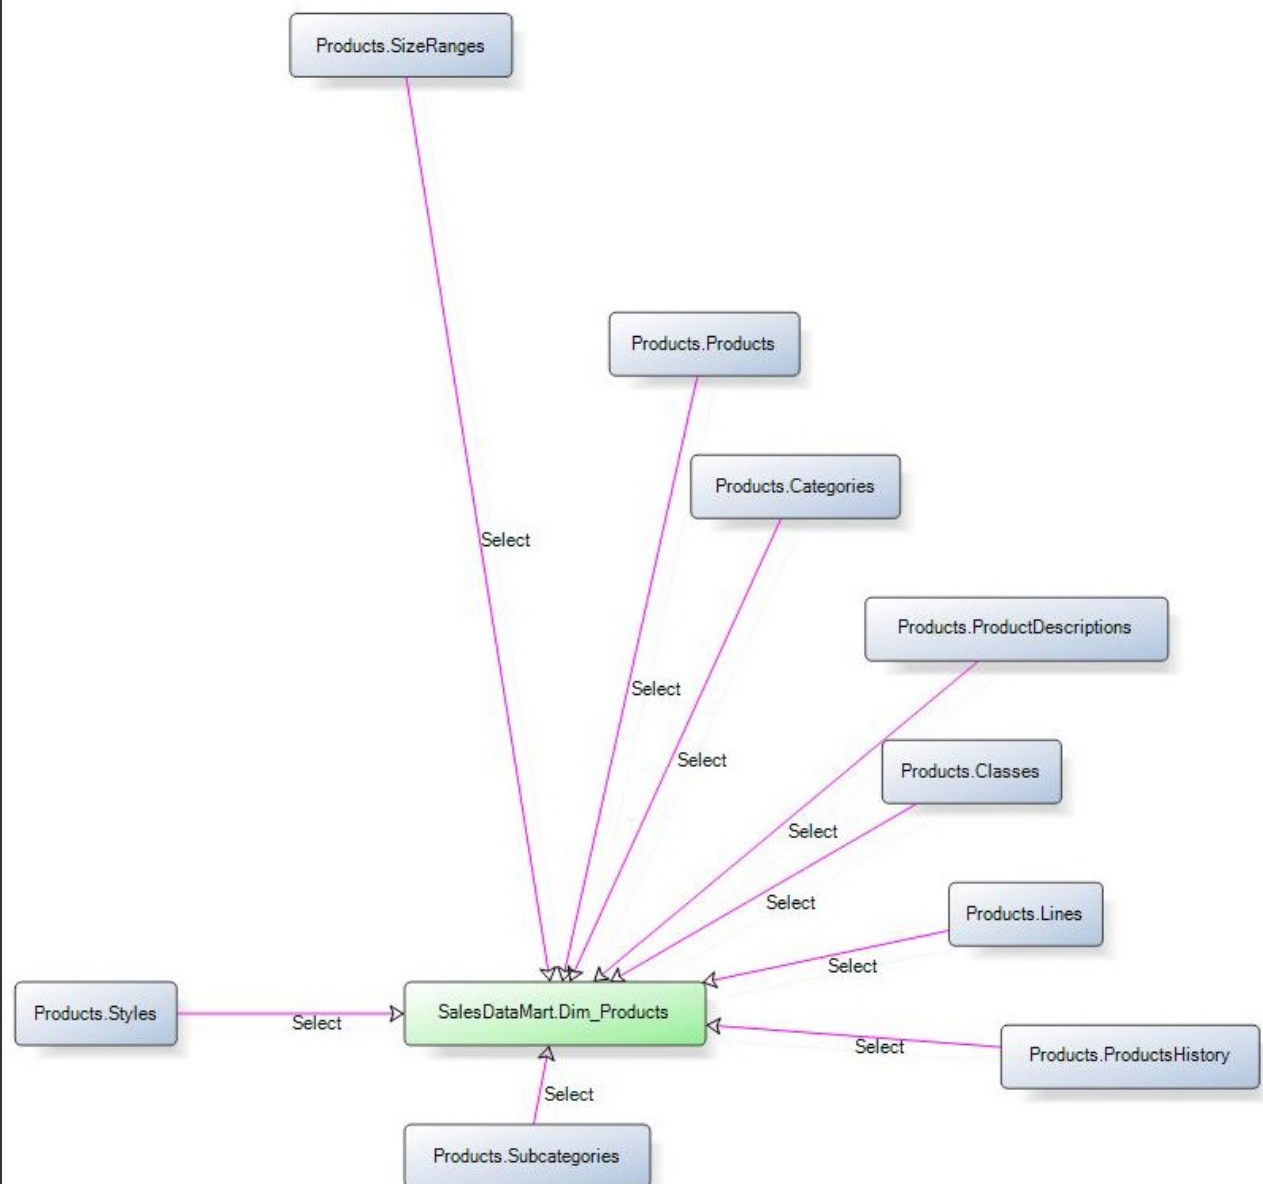 Products.SizeRanges
Products.Products
Products.Categories
Select
Products.ProductDescriptions
Select
Select
Products.Classes
Select
Select
Products.Lines
Select
Products.Styles
Select
SalesDataMart.Dim_Products
Select
Products.ProductsHistory
Select
Products.Subcategories